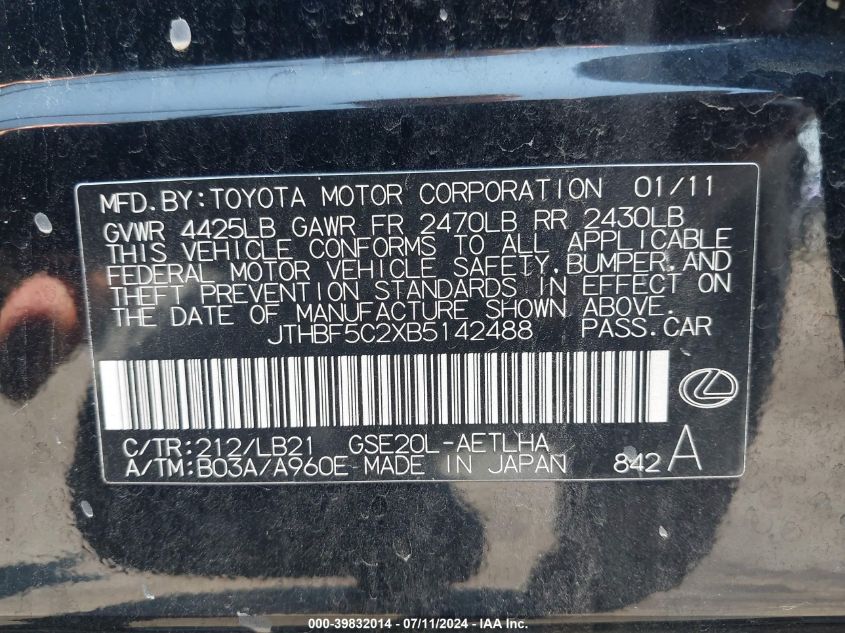 MFD.BY:TOYOTA MOTOR CORPORATION 01/11
GVWR 4425LB GAWR FR 2470LB RR 2430LB
THIS VEHICLE CONFORMS TO ALL APPLICABLE
FEDERAL MOTOR VEHICLE SAFETY,BUMPER,AND
THEFT PREVENTION STANDARDS IN EFFECT ON
THE DATE OF MANUFACTURE SHOWN ABOVE.
JTHBF5C2XB5142488 PASS.CAR
C/TR:212/LB21 GSE20L-AETLHA
A/TM:B03A/A960E MADE IN JAPAN 842 A
000-39832014 - 07/11/2024 - IAA Inc.